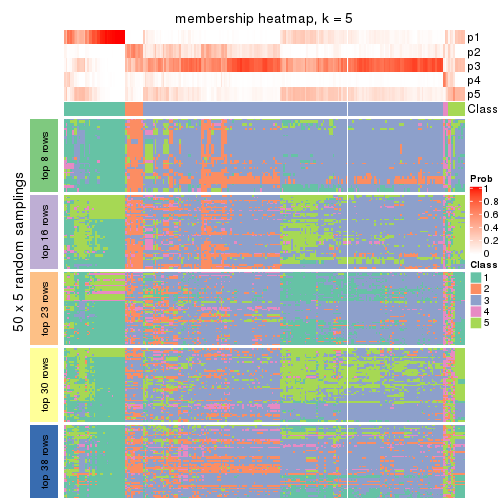 membership heatmap, k = 5
p1
p2
p3
p4
p5
Class
50 x 5 random samplings
top 8 rows
top 16 rows
top 23 rows
top 30 rows
top 38 rows
Prob
1
0.8
0.6
0.4
0.2
0
Class
1
2
3
4
5